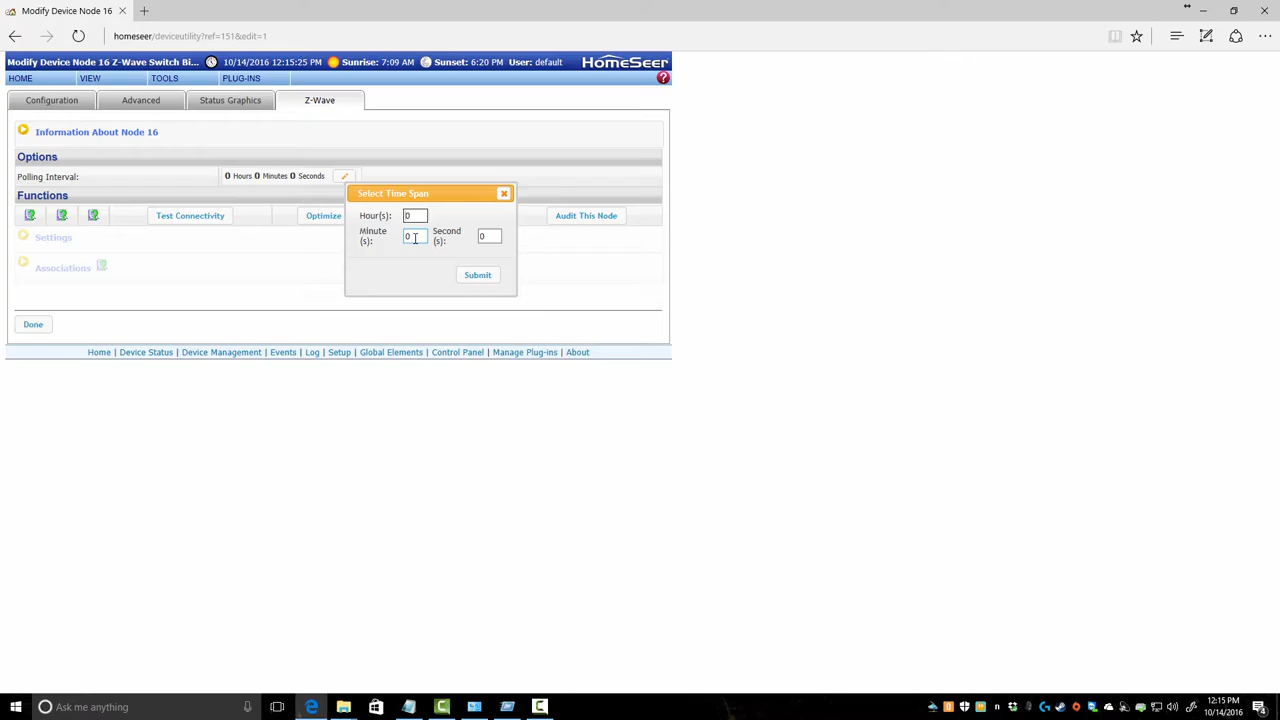 Modify Device Node 16
homeseer/deviceutility?ref=151&edit=1
Modify Device Node 16 Z-Wave Switch Bi... 10/14/2016 12:15:25 PM Sunrise: 7:09 AM Sunset: 6:20 PM User: default HomeSeer
HOME VIEW TOOLS PLUG-INS
Configuration Advanced Status Graphics Z-Wave
Information About Node 16
Options
Polling Interval: 0 Hours 0 Minutes 0 Seconds
Select Time Span
Functions
Test Connectivity Optimize Audit This Node
Hour(s): 0
Minute (s): 0 Second (s): 0
Settings
Associations
Submit
Done
Home | Device Status | Device Management | Events | Log | Setup | Global Elements | Control Panel | Manage Plug-ins | About
Ask me anything
12:15 PM
10/14/2016